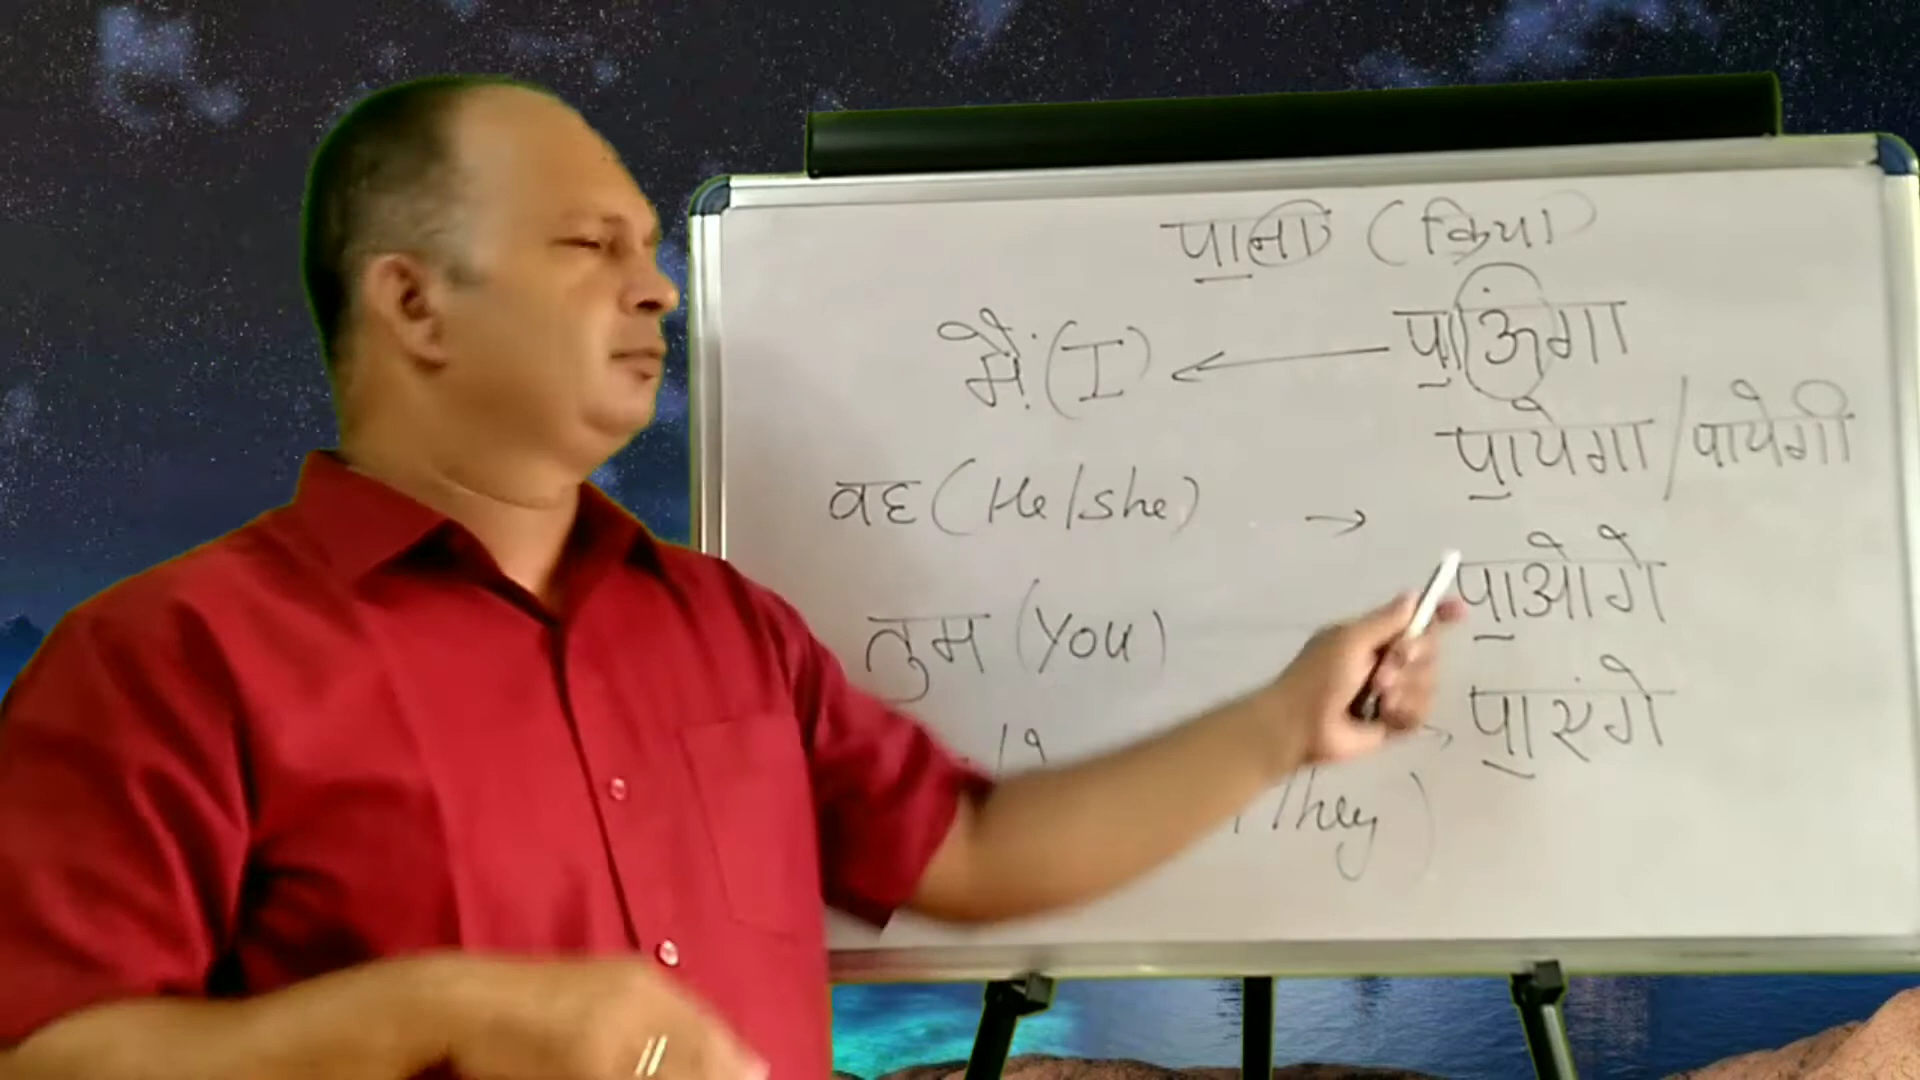 पाना (क्रिया)
मैं (I) ← पाऊंगा
वह (He/She) → पायेगा/पायेगी
तुम (You) पाओगे
→ पाएंगे
They)